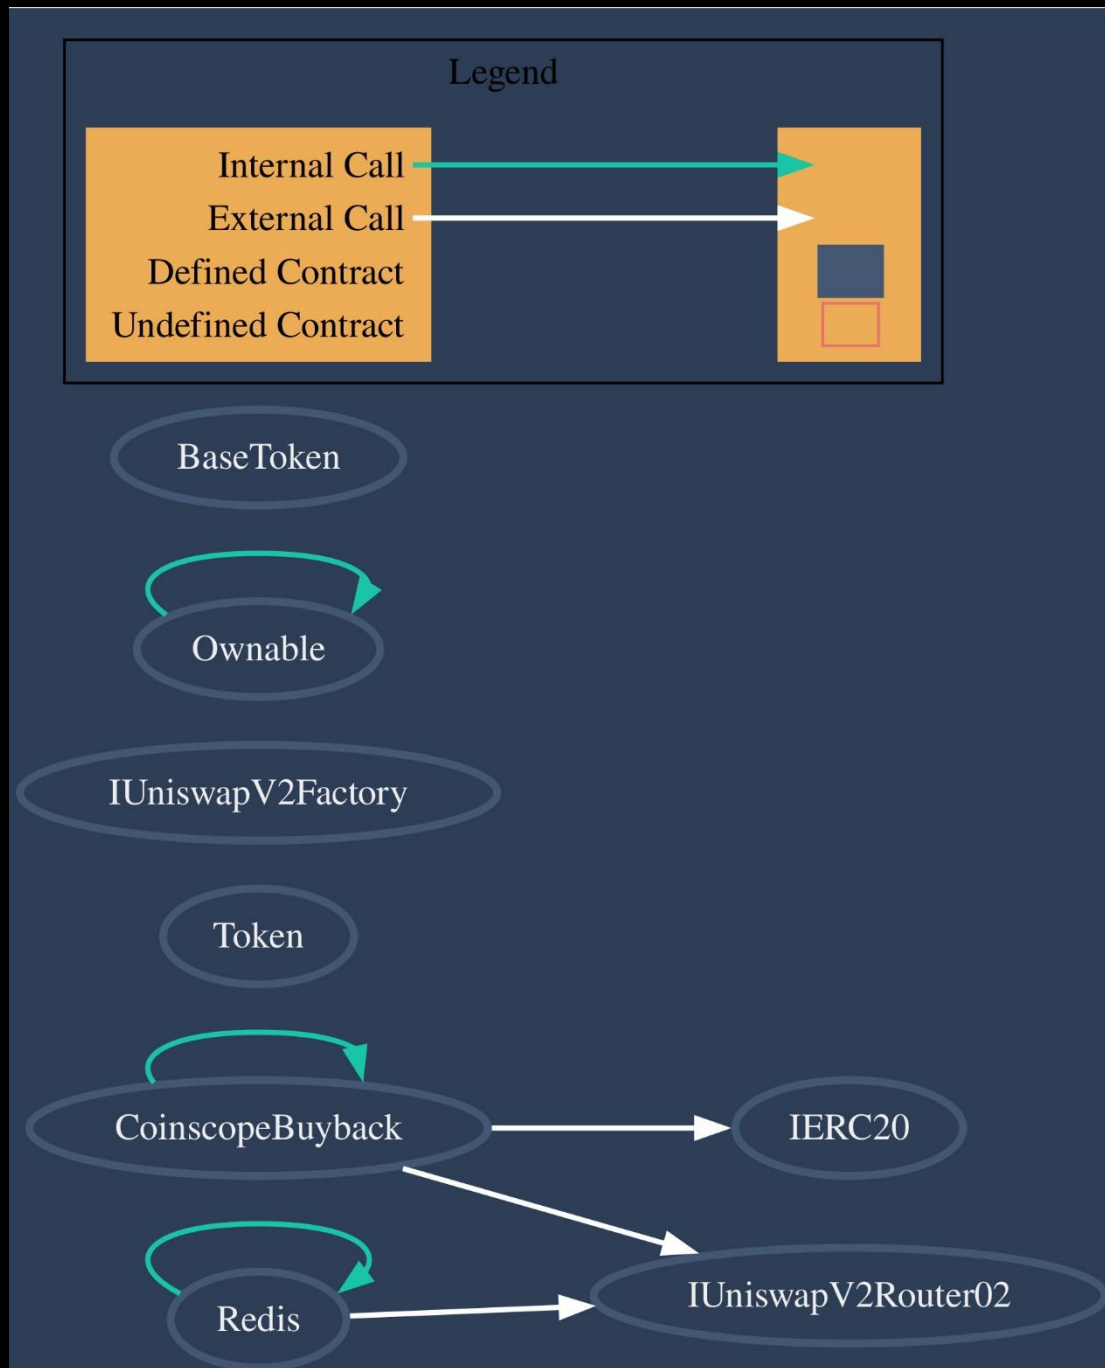 Legend
Internal Call
External Call
Defined Contract
Undefined Contract
BaseToken
Ownable
IUniswapV2Factory
Token
CoinscopeBuyback
IERC20
IUniswapV2Router02
Redis